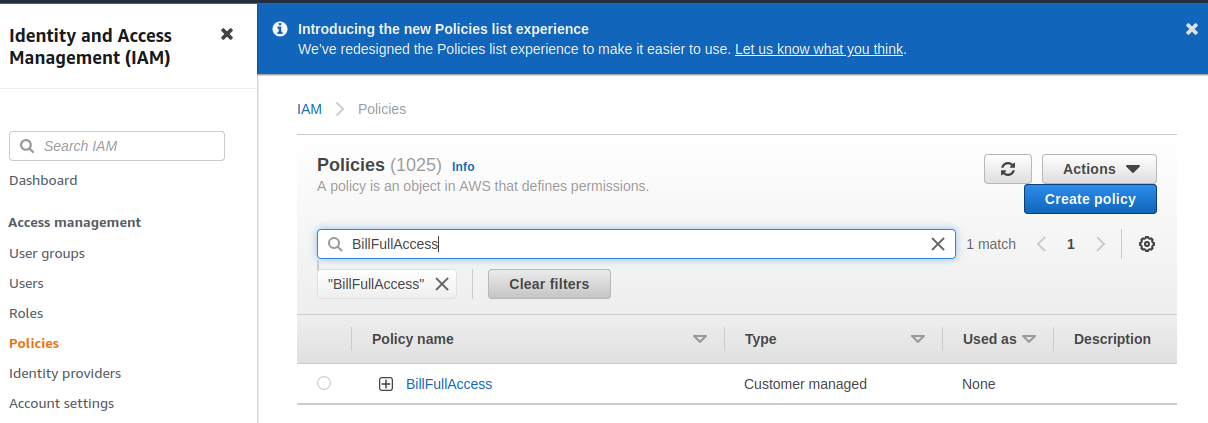 Identity and Access
Management (IAM)
Search IAM
Dashboard
Access management
User groups
Users
Roles
Policies
Identity providers
Account settings
Introducing the new Policies list experience
We've redesigned the Policies list experience to make it easier to use. Let us know what you think.
IAM Policies
Policies (1025) Info
A policy is an object in AWS that defines permissions.
Actions
Create policy
BillFullAccess
1 match 1
"BillFullAccess"
Clear filters
Policy name Type Used as Description
BillFullAccess Customer managed None